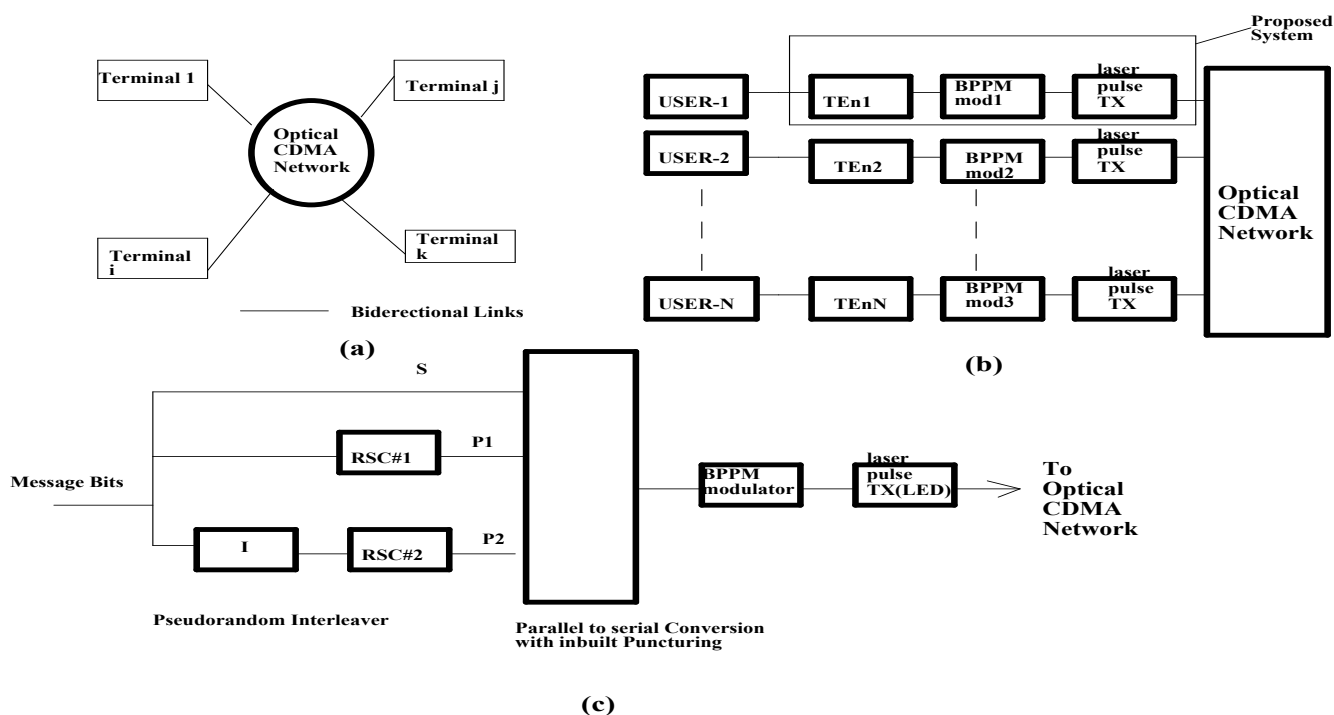 Terminal 1
Terminal j
Optical
CDMA
Network
Terminal
i
Terminal
k
Biderectional Links
(a)
Proposed
System
USER-1
TEn1
BPPM
mod1
laser
pulse
TX
USER-2
TEn2
BPPM
mod2
laser
pulse
TX
USER-N
TEnN
BPPM
mod3
laser
pulse
TX
Optical
CDMA
Network
(b)
S
RSC#1
P1
Message Bits
I
RSC#2
P2
Pseudorandom Interleaver
Parallel to serial Conversion
with inbuilt Puncturing
BPPM
modulator
laser
pulse
TX(LED)
To
Optical
CDMA
Network
(c)